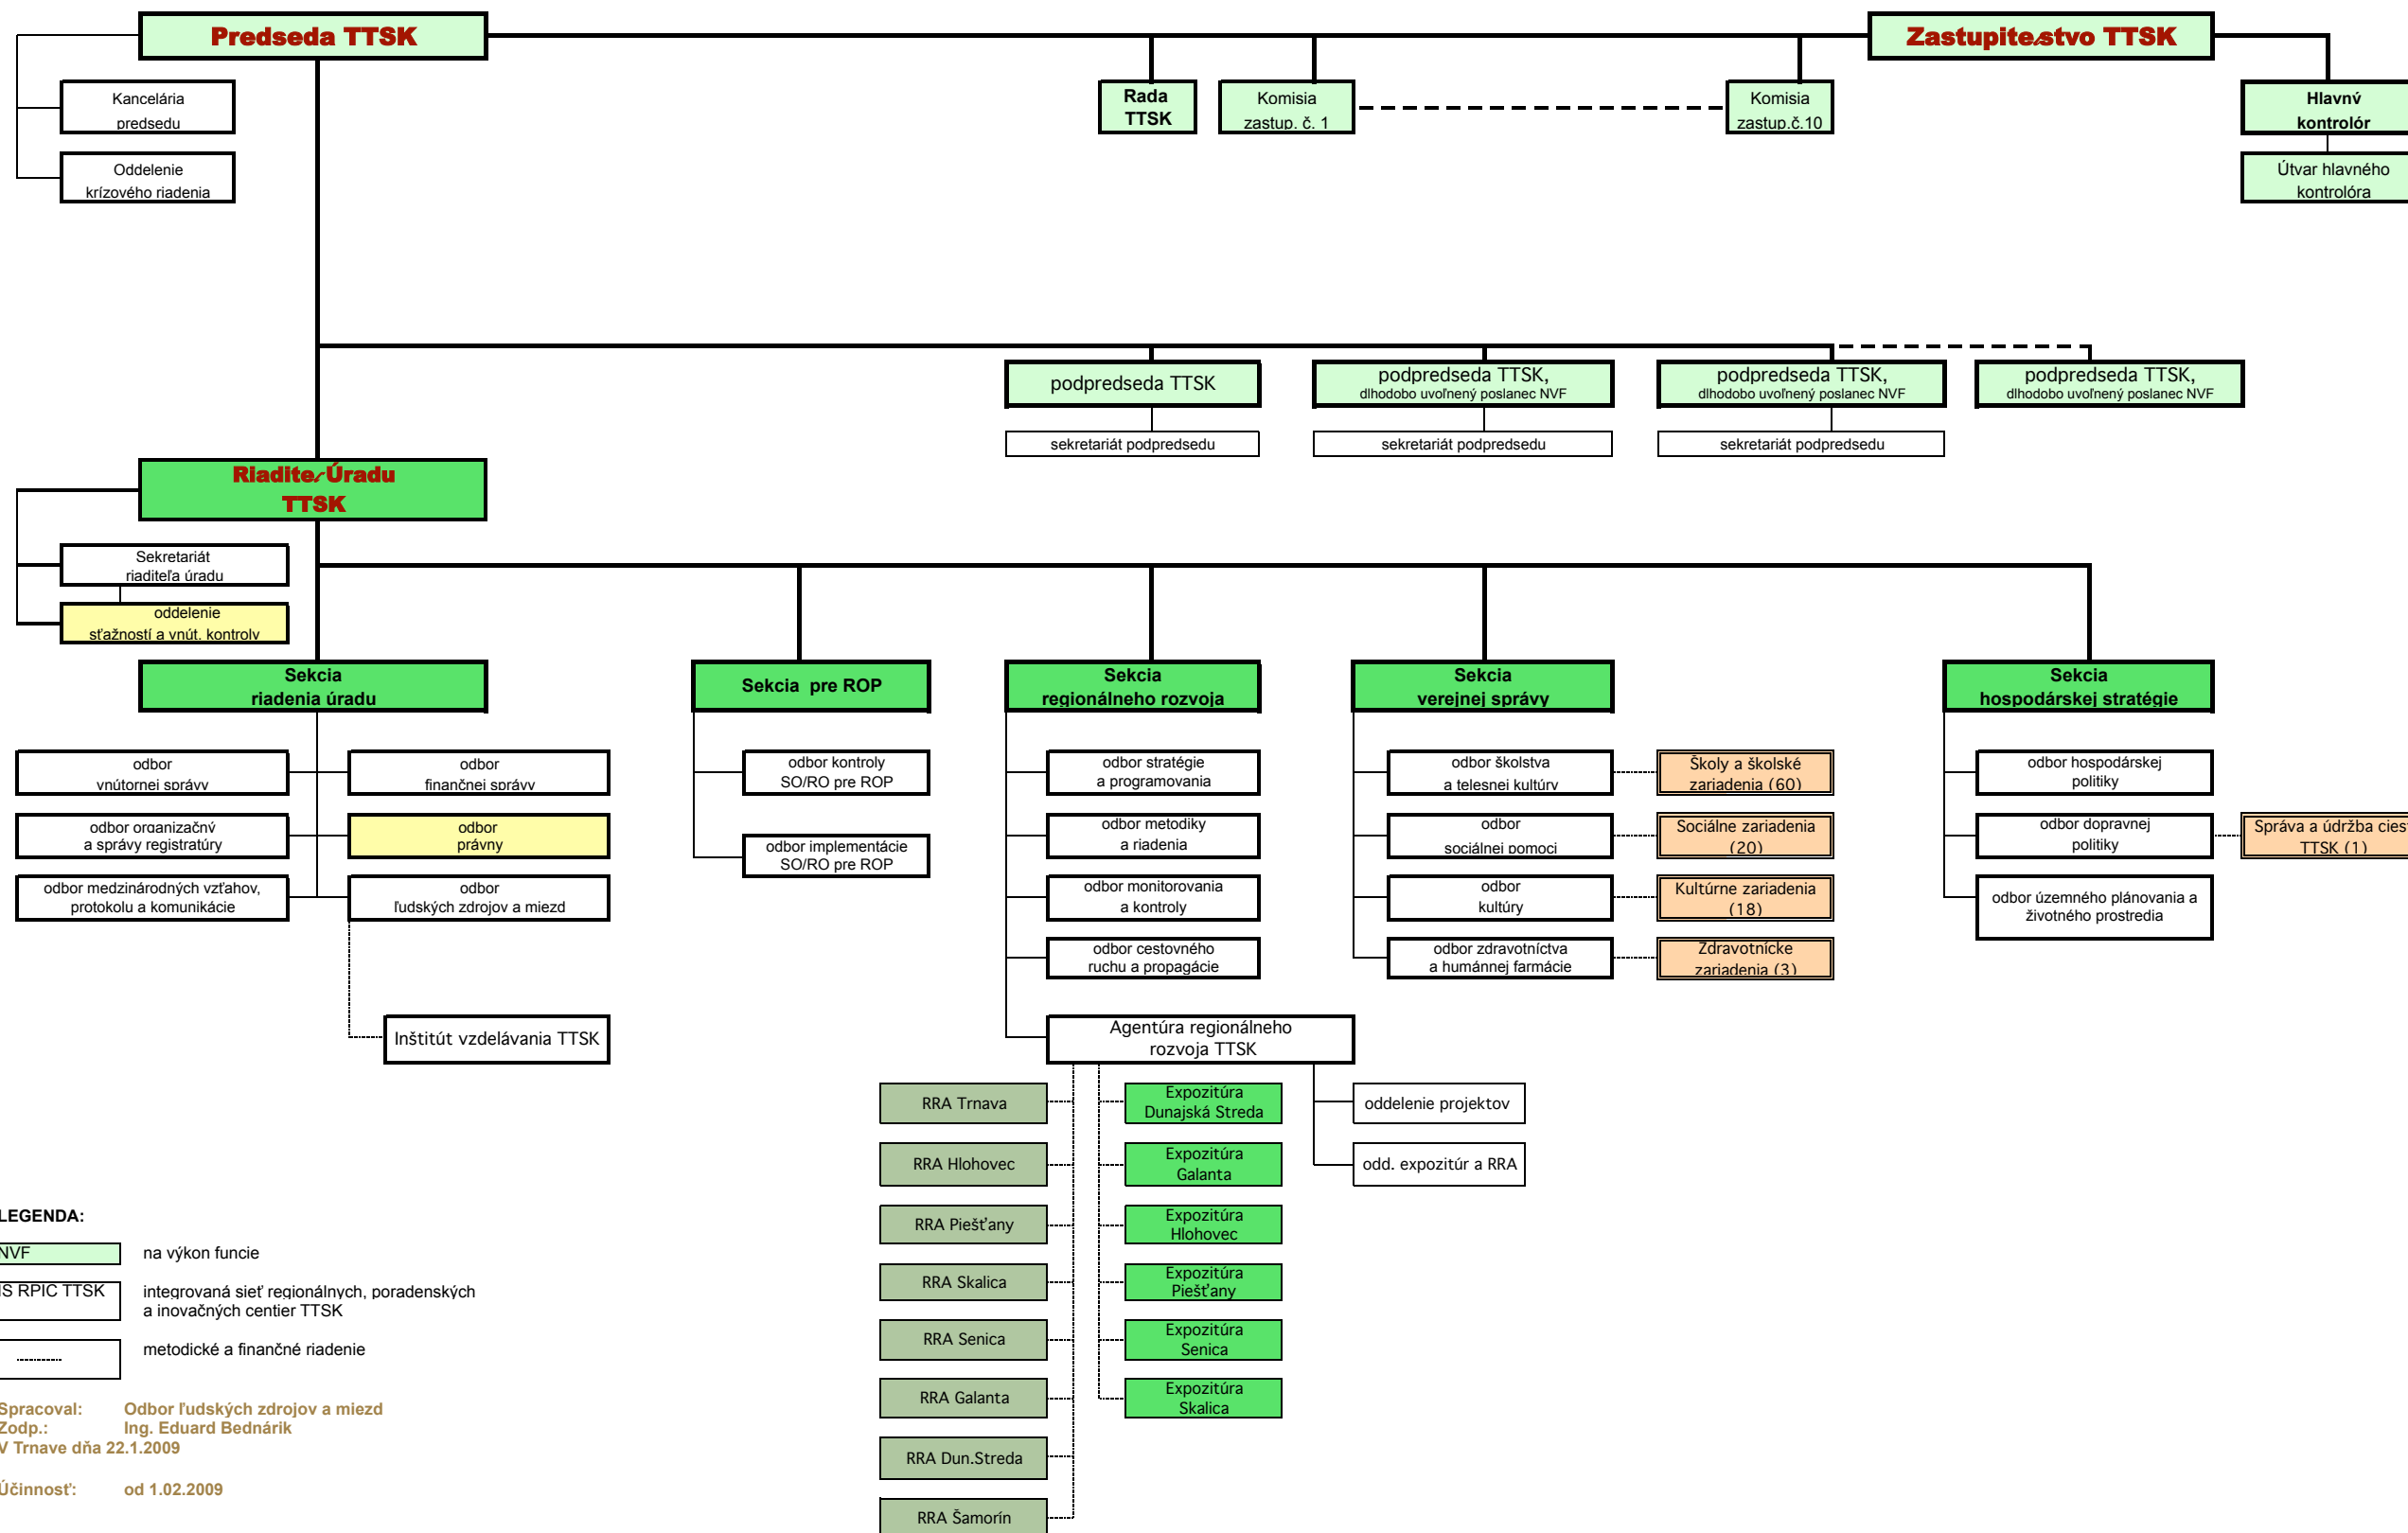 Predseda TTSK
Zastupiteľstvo TTSK
Kancelária
predsedu
Rada
TTSK
Komisia
zastup. č. 1
Komisia
zastup.č.10
Hlavný
kontrolór
Oddelenie
krízového riadenia
Útvar hlavného
kontrolóra
podpredseda TTSK
podpredseda TTSK,
dlhodobo uvoľnený poslanec NVF
podpredseda TTSK,
dlhodobo uvoľnený poslanec NVF
podpredseda TTSK,
dlhodobo uvoľnený poslanec NVF
sekretariát podpredsedu
sekretariát podpredsedu
sekretariát podpredsedu
Riaditeľ Úradu
TTSK
Sekretariát
riaditeľa úradu
oddelenie
sťažností a vnút. kontroly
Sekcia
riadenia úradu
Sekcia pre ROP
Sekcia
regionálneho rozvoja
Sekcia
verejnej správy
Sekcia
hospodárskej stratégie
odbor
vnútornej správy
odbor
finančnej správy
odbor organizačný
a správy registratúry
odbor
právny
odbor medzinárodných vzťahov,
protokolu a komunikácie
odbor
ľudských zdrojov a miezd
Inštitút vzdelávania TTSK
odbor kontroly
SO/RO pre ROP
odbor implementácie
SO/RO pre ROP
odbor stratégie
a programovania
odbor metodiky
a riadenia
odbor monitorovania
a kontroly
odbor cestovného
ruchu a propagácie
Agentúra regionálneho
rozvoja TTSK
odbor školstva
a telesnej kultúry
Školy a školské
zariadenia (60)
odbor
sociálnej pomoci
Sociálne zariadenia
(20)
odbor
kultúry
Kultúrne zariadenia
(18)
odbor zdravotníctva
a humánnej farmácie
Zdravotnícke
zariadenia (3)
odbor hospodárskej
politiky
odbor dopravnej
politiky
Správa a údržba ciest
TTSK (1)
odbor územného plánovania a
životného prostredia
RRA Trnava
RRA Hlohovec
RRA Piešťany
RRA Skalica
RRA Senica
RRA Galanta
RRA Dun.Streda
RRA Šamorín
Expozitúra
Dunajská Streda
Expozitúra
Galanta
Expozitúra
Hlohovec
Expozitúra
Piešťany
Expozitúra
Senica
Expozitúra
Skalica
oddelenie projektov
odd. expozitúr a RRA
LEGENDA:
NVF na výkon funcie
IS RPIC TTSK integrovaná sieť regionálnych, poradenských
a inovačných centier TTSK
metodické a finančné riadenie
Spracoval: Odbor ľudských zdrojov a miezd
Zodp.: Ing. Eduard Bednárik
V Trnave dňa 22.1.2009
Účinnosť: od 1.02.2009